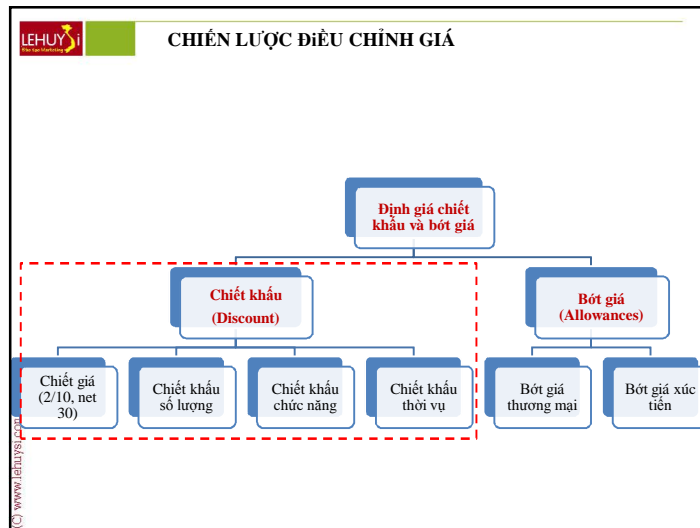 LEHUYSi
Đào tạo Marketing
CHIẾN LƯỢC ĐiỀU CHỈNH GIÁ
Định giá chiết
khấu và bớt giá
Chiết khấu
(Discount)
Bớt giá
(Allowances)
Chiết giá
(2/10, net
30)
Chiết khấu
số lượng
Chiết khấu
chức năng
Chiết khấu
thời vụ
Bớt giá
thương mại
Bớt giá xúc
tiến
(C) www.lehuysi.com